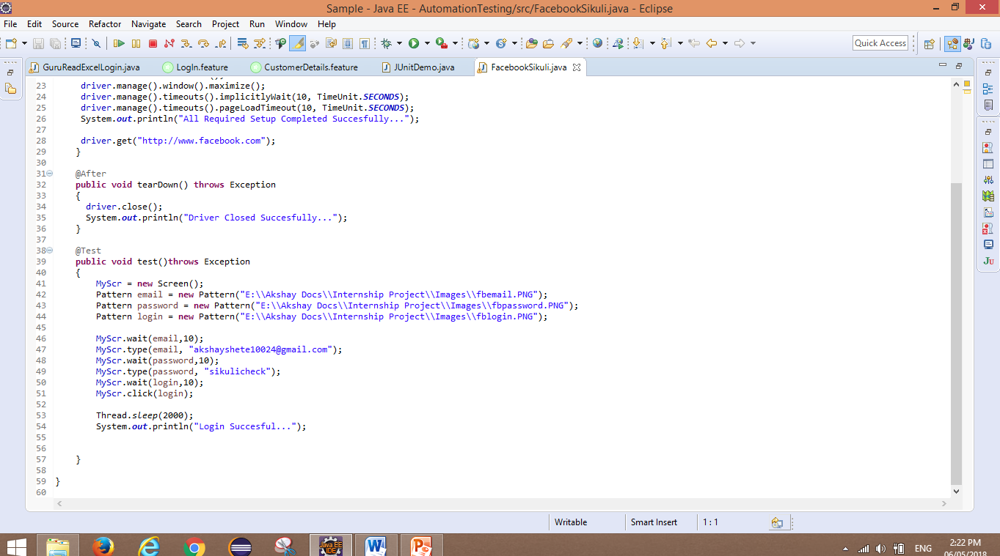 Sample - Java EE - AutomationTesting/src/FacebookSikuli.java - Eclipse
File Edit Source Refactor Navigate Search Project Run Window Help
Quick Access
GuruReadExcelLogin.java LogIn.feature CustomerDetails.feature JUnitDemo.java FacebookSikuli.java
23 driver.manage().window().maximize();
24 driver.manage().timeouts().implicitlyWait(10, TimeUnit.SECONDS);
25 driver.manage().timeouts().pageLoadTimeout(10, TimeUnit.SECONDS);
26 System.out.println("All Required Setup Completed Succesfully...");
27
28 driver.get("http://www.facebook.com");
29 }
30
31 @After
32 public void tearDown() throws Exception
33 {
34 driver.close();
35 System.out.println("Driver Closed Succesfully...");
36 }
37
38 @Test
39 public void test()throws Exception
40 {
41 MyScr = new Screen();
42 Pattern email = new Pattern("E:\\Akshay Docs\\Internship Project\\Images\\fbemail.PNG");
43 Pattern password = new Pattern("E:\\Akshay Docs\\Internship Project\\Images\\fbpassword.PNG");
44 Pattern login = new Pattern("E:\\Akshay Docs\\Internship Project\\Images\\fblogin.PNG");
45
46 MyScr.wait(email,10);
47 MyScr.type(email, "akshayshete10024@gmail.com");
48 MyScr.wait(password,10);
49 MyScr.type(password, "sikulicheck");
50 MyScr.wait(login,10);
51 MyScr.click(login);
52
53 Thread.sleep(2000);
54 System.out.println("Login Succesful...");
55
56
57 }
58
59 }
60
Writable Smart Insert 1 : 1
Java EE
IDE
ENG
2:22 PM
06/05/2018